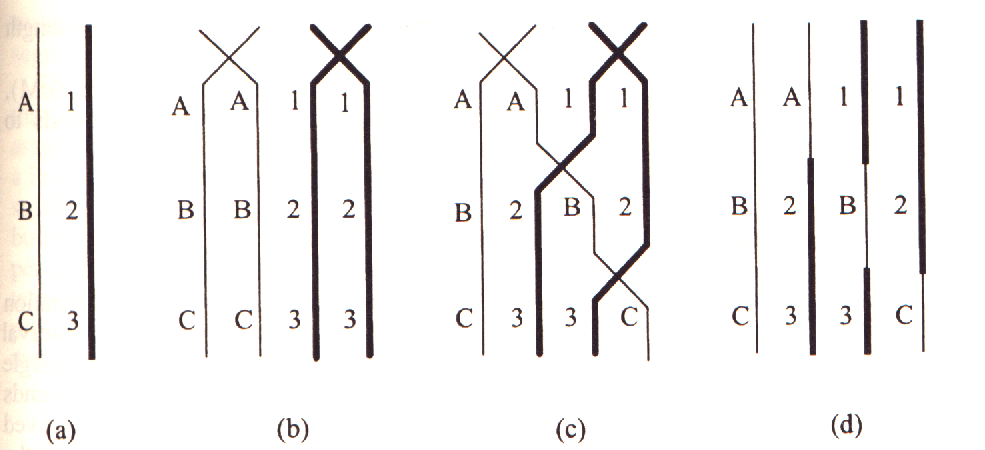 A 1 A A 1 1 A A 1 1 A A 1 1
B 2 B B 2 2 B 2 B 2 B 2 B 2
C 3 C C 3 3 C 3 3 C C 3 3 C
(a) (b) (c) (d)